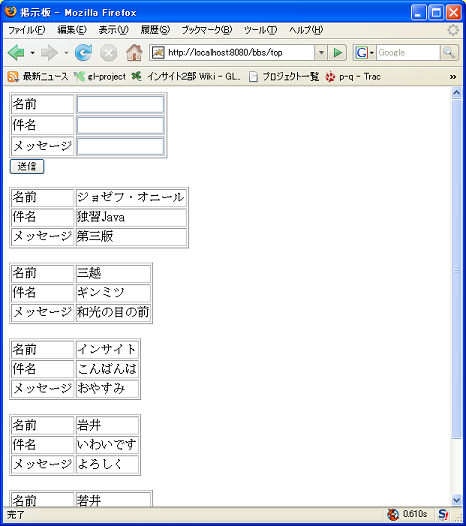 掲示板 - Mozilla Firefox
ファイル(F) 編集(E) 表示(V) 履歴(S) ブックマーク(B) ツール(T) ヘルプ(H)
http://localhost:8080/bbs/top
Google
最新ニュース gl-project インサイト2部 Wiki - GL... プロジェクト一覧 p-q - Trac »
名前
件名
メッセージ
送信
名前 ジョゼフ・オニール
件名 独習Java
メッセージ 第三版
名前 三越
件名 ギンミツ
メッセージ 和光の目の前
名前 インサイト
件名 こんばんは
メッセージ おやすみ
名前 岩井
件名 いわいです
メッセージ よろしく
名前 若井
完了 0.610s